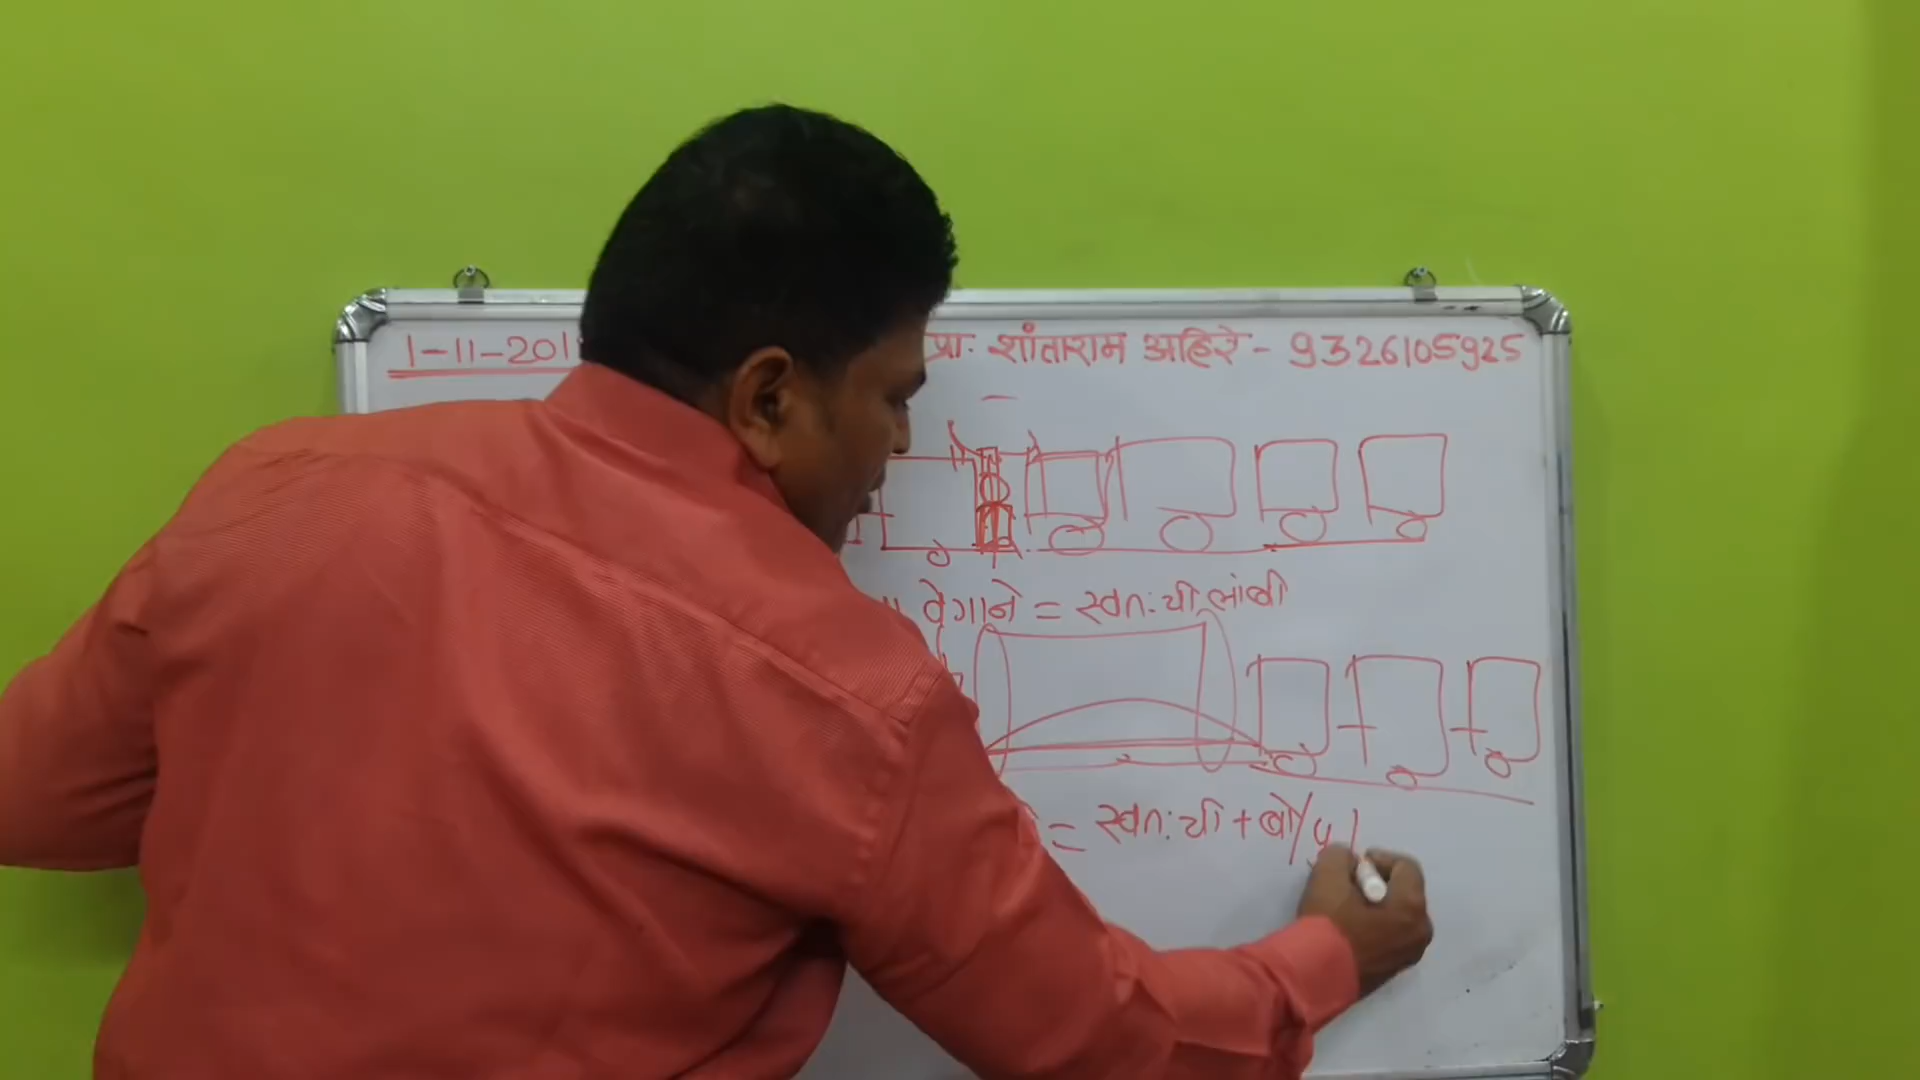 1-11-201
प्रा. शांताराम अहिरे - 9326105925
वेगाने = स्वतः ची लांबी
= स्वतः ची + बो/पु